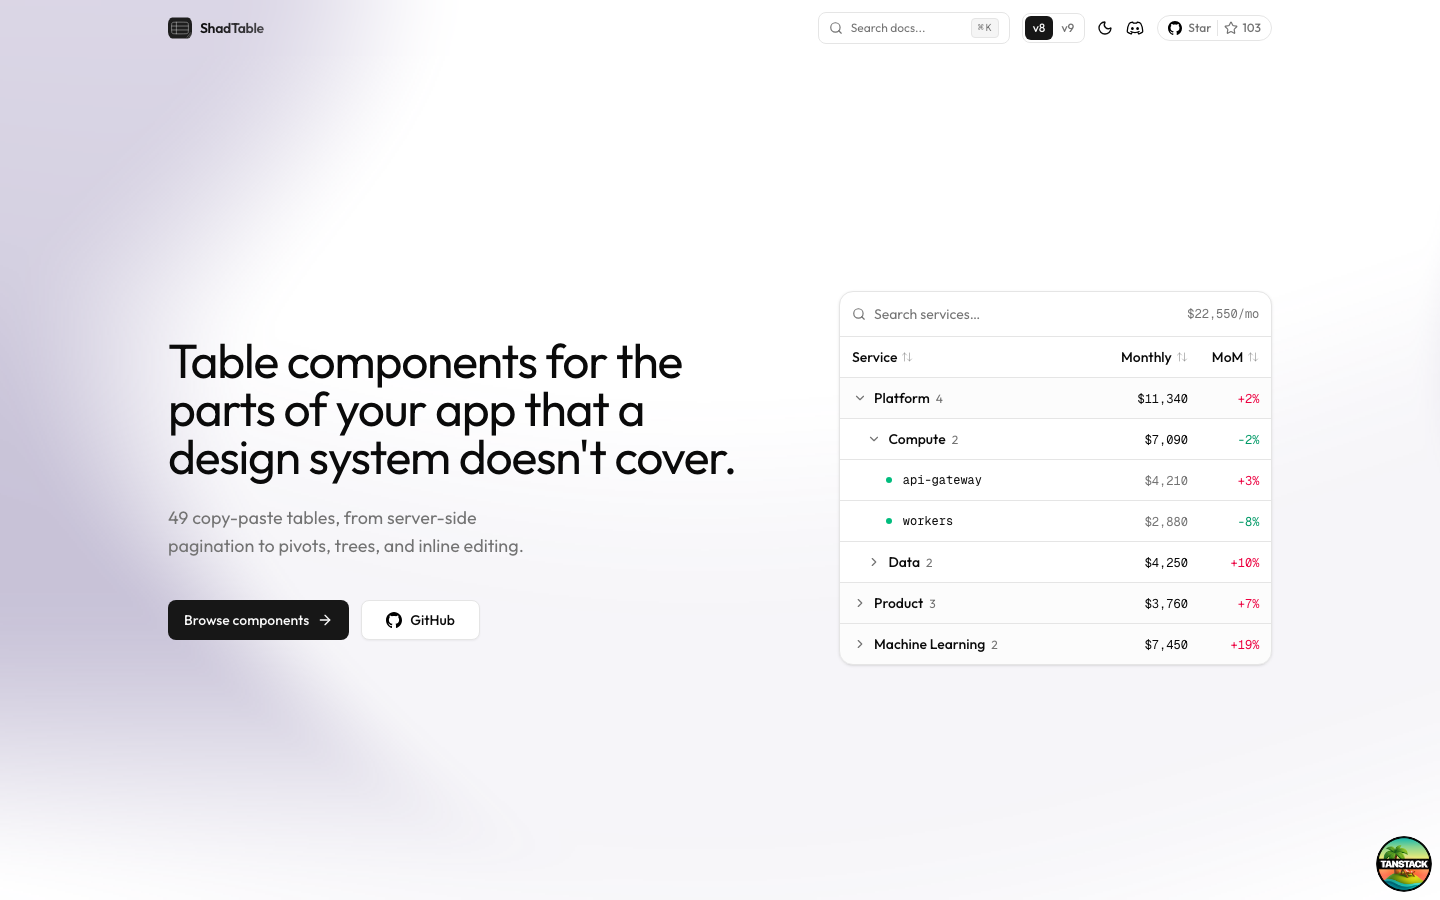 ShadTable
Search docs...
⌘K
v8
v9
Star
103
Table components for the
parts of your app that a
design system doesn't cover.
49 copy-paste tables, from server-side
pagination to pivots, trees, and inline editing.
Browse components
GitHub
Search services...
$22,550/mo
Service Monthly MoM
Platform 4 $11,340 +2%
Compute 2 $7,090 -2%
api-gateway $4,210 +3%
workers $2,880 -8%
Data 2 $4,250 +10%
Product 3 $3,760 +7%
Machine Learning 2 $7,450 +19%
TANSTACK